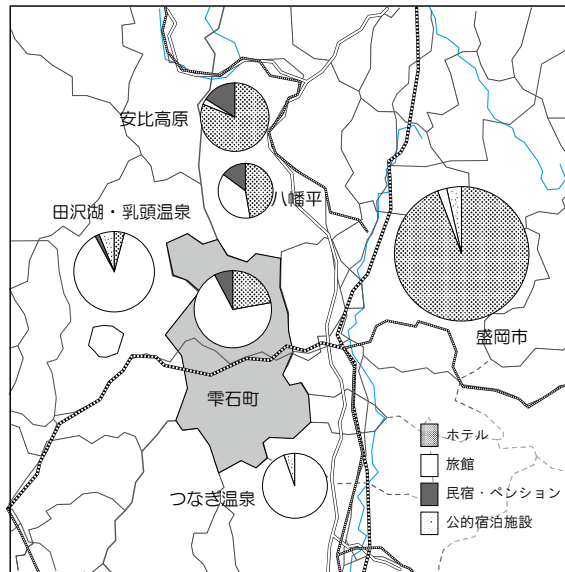 安比高原
八幡平
田沢湖・乳頭温泉
盛岡市
雫石町
つなぎ温泉
ホテル
旅館
民宿・ペンション
公的宿泊施設